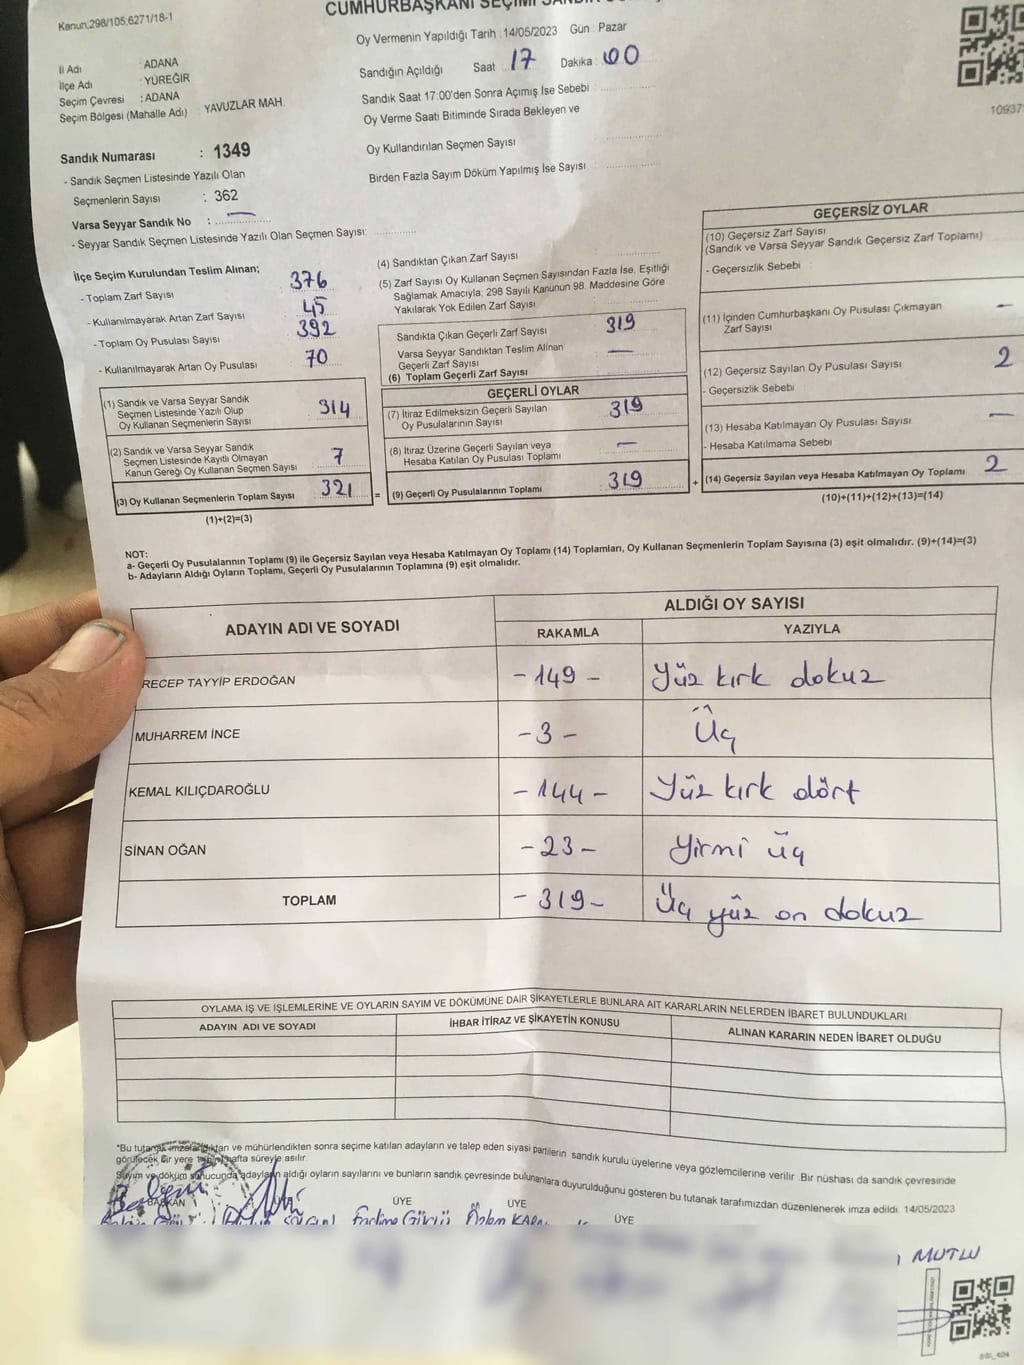 Kanun,298/105,6271/18-1
CUMHURBAŞKANI SEÇİMİ
Oy Vermenin Yapıldığı Tarih : 14/05/2023 Gün : Pazar
İl Adı : ADANA
İlçe Adı : YÜREĞİR
Seçim Çevresi : ADANA
Seçim Bölgesi (Mahalle Adı) : YAVUZLAR MAH.
Sandığın Açıldığı Saat 17 Dakika : 00
Sandık Saat 17:00'den Sonra Açımış İse Sebebi
Oy Verme Saati Bitiminde Sırada Bekleyen ve
Oy Kullandırılan Seçmen Sayısı
Birden Fazla Sayım Döküm Yapılmış İse Sayısı
10937
Sandık Numarası : 1349
- Sandık Seçmen Listesinde Yazılı Olan
Seçmenlerin Sayısı : 362
Varsa Seyyar Sandık No : —
- Seyyar Sandık Seçmen Listesinde Yazılı Olan Seçmen Sayısı:
İlçe Seçim Kurulundan Teslim Alınan;
- Toplam Zarf Sayısı 376
- Kullanılmayarak Artan Zarf Sayısı 45
- Toplam Oy Pusulası Sayısı 392
- Kullanılmayarak Artan Oy Pusulası 70
(1) Sandık ve Varsa Seyyar Sandık
Seçmen Listesinde Yazılı Olup
Oy Kullanan Seçmenlerin Sayısı 314
(2) Sandık ve Varsa Seyyar Sandık
Seçmen Listesinde Kayıtlı Olmayan
Kanun Gereği Oy Kullanan Seçmen Sayısı 7
(3) Oy Kullanan Seçmenlerin Toplam Sayısı 321
(1)+(2)=(3)
=
(4) Sandıktan Çıkan Zarf Sayısı
(5) Zarf Sayısı Oy Kullanan Seçmen Sayısından Fazla İse, Eşitliği
Sağlamak Amacıyla, 298 Sayılı Kanunun 98. Maddesine Göre
Yakılarak Yok Edilen Zarf Sayısı
Sandıkta Çıkan Geçerli Zarf Sayısı 319
Varsa Seyyar Sandıktan Teslim Alınan
Geçerli Zarf Sayısı —
(6) Toplam Geçerli Zarf Sayısı
GEÇERLİ OYLAR
(7) İtiraz Edilmeksizin Geçerli Sayılan
Oy Pusulalarının Sayısı 319
(8) İtiraz Üzerine Geçerli Sayılan veya
Hesaba Katılan Oy Pusulası Toplamı —
(9) Geçerli Oy Pusulalarının Toplamı 319
+
GEÇERSİZ OYLAR
(10) Geçersiz Zarf Sayısı
(Sandık ve Varsa Seyyar Sandık Geçersiz Zarf Toplamı)
- Geçersizlik Sebebi
(11) İçinden Cumhurbaşkanı Oy Pusulası Çıkmayan
Zarf Sayısı —
(12) Geçersiz Sayılan Oy Pusulası Sayısı 2
- Geçersizlik Sebebi
(13) Hesaba Katılmayan Oy Pusulası Sayısı —
- Hesaba Katılmama Sebebi
(14) Geçersiz Sayılan veya Hesaba Katılmayan Oy Toplamı 2
(10)+(11)+(12)+(13)=(14)
NOT:
a- Geçerli Oy Pusulalarının Toplamı (9) ile Geçersiz Sayılan veya Hesaba Katılmayan Oy Toplamı (14) Toplamları, Oy Kullanan Seçmenlerin Toplam Sayısına (3) eşit olmalıdır. (9)+(14)=(3)
b- Adayların Aldığı Oyların Toplamı, Geçerli Oy Pusulalarının Toplamına (9) eşit olmalıdır.
ADAYIN ADI VE SOYADI
ALDIĞI OY SAYISI
RAKAMLA YAZIYLA
RECEP TAYYİP ERDOĞAN - 149 - Yüz kırk dokuz
MUHARREM İNCE - 3 - Üç
KEMAL KILIÇDAROĞLU - 144 - Yüz kırk dört
SİNAN OĞAN - 23 - Yirmi üç
TOPLAM - 319 - Üç yüz on dokuz
OYLAMA İŞ VE İŞLEMLERİNE VE OYLARIN SAYIM VE DÖKÜMÜNE DAİR ŞİKAYETLERLE BUNLARA AİT KARARLARIN NELERDEN İBARET BULUNDUKLARI
ADAYIN ADI VE SOYADI İHBAR İTİRAZ VE ŞİKAYETİN KONUSU ALINAN KARARIN NEDEN İBARET OLDUĞU
*Bu tutanak imzalandıktan ve mühürlendikten sonra seçime katılan adayların ve talep eden siyasi partilerin sandık kurulu üyelerine veya gözlemcilerine verilir. Bir nüshası da sandık çevresinde
görülecek bir yere hafta süreyle asılır.
Sayım ve döküm sonucunda adayların aldığı oyların sayılarını ve bunların sandık çevresinde bulunanlara duyurulduğunu gösteren bu tutanak tarafımızdan düzenlenerek imza edildi. 14/05/2023
BAŞKAN ÜYE ÜYE ÜYE
MUTLU